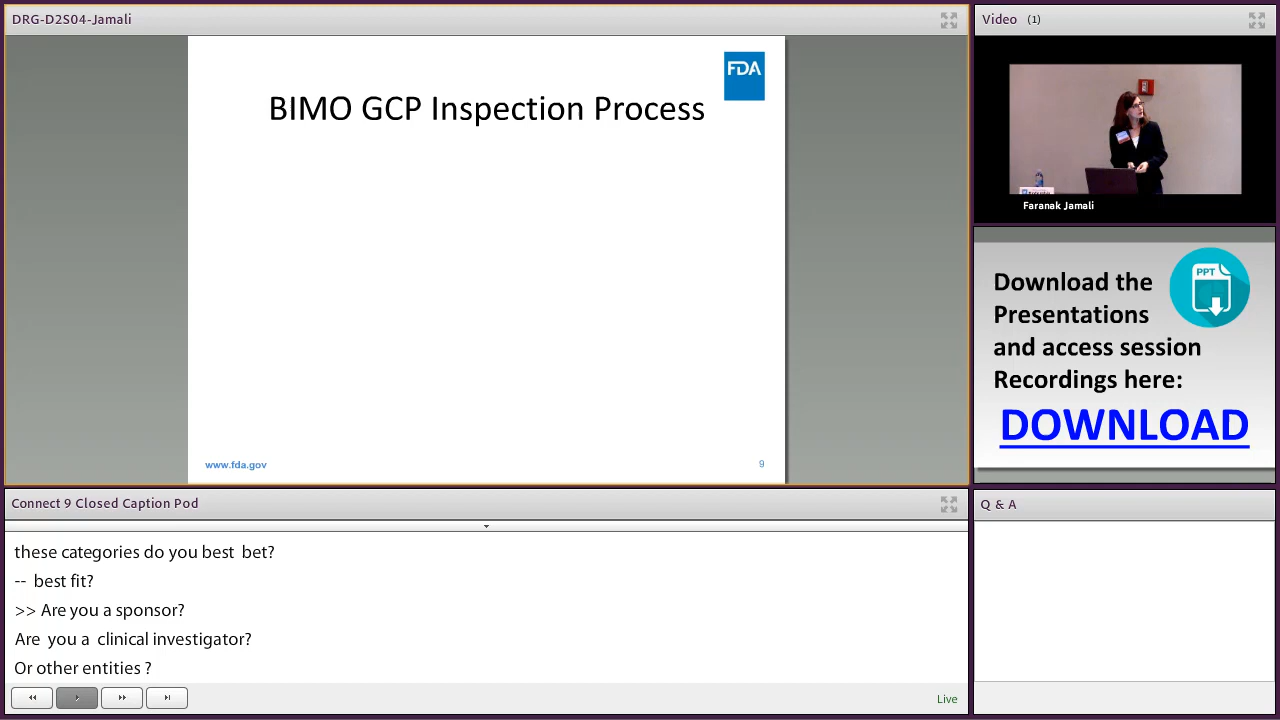 DRG-D2S04-Jamali
FDA
BIMO GCP Inspection Process
www.fda.gov
9
Video (1)
Faranak Jamali
PPT
Download the
Presentations
and access session
Recordings here:
DOWNLOAD
Connect 9 Closed Caption Pod
these categories do you best bet?
-- best fit?
>> Are you a sponsor?
Are you a clinical investigator?
Or other entities ?
Live
Q & A